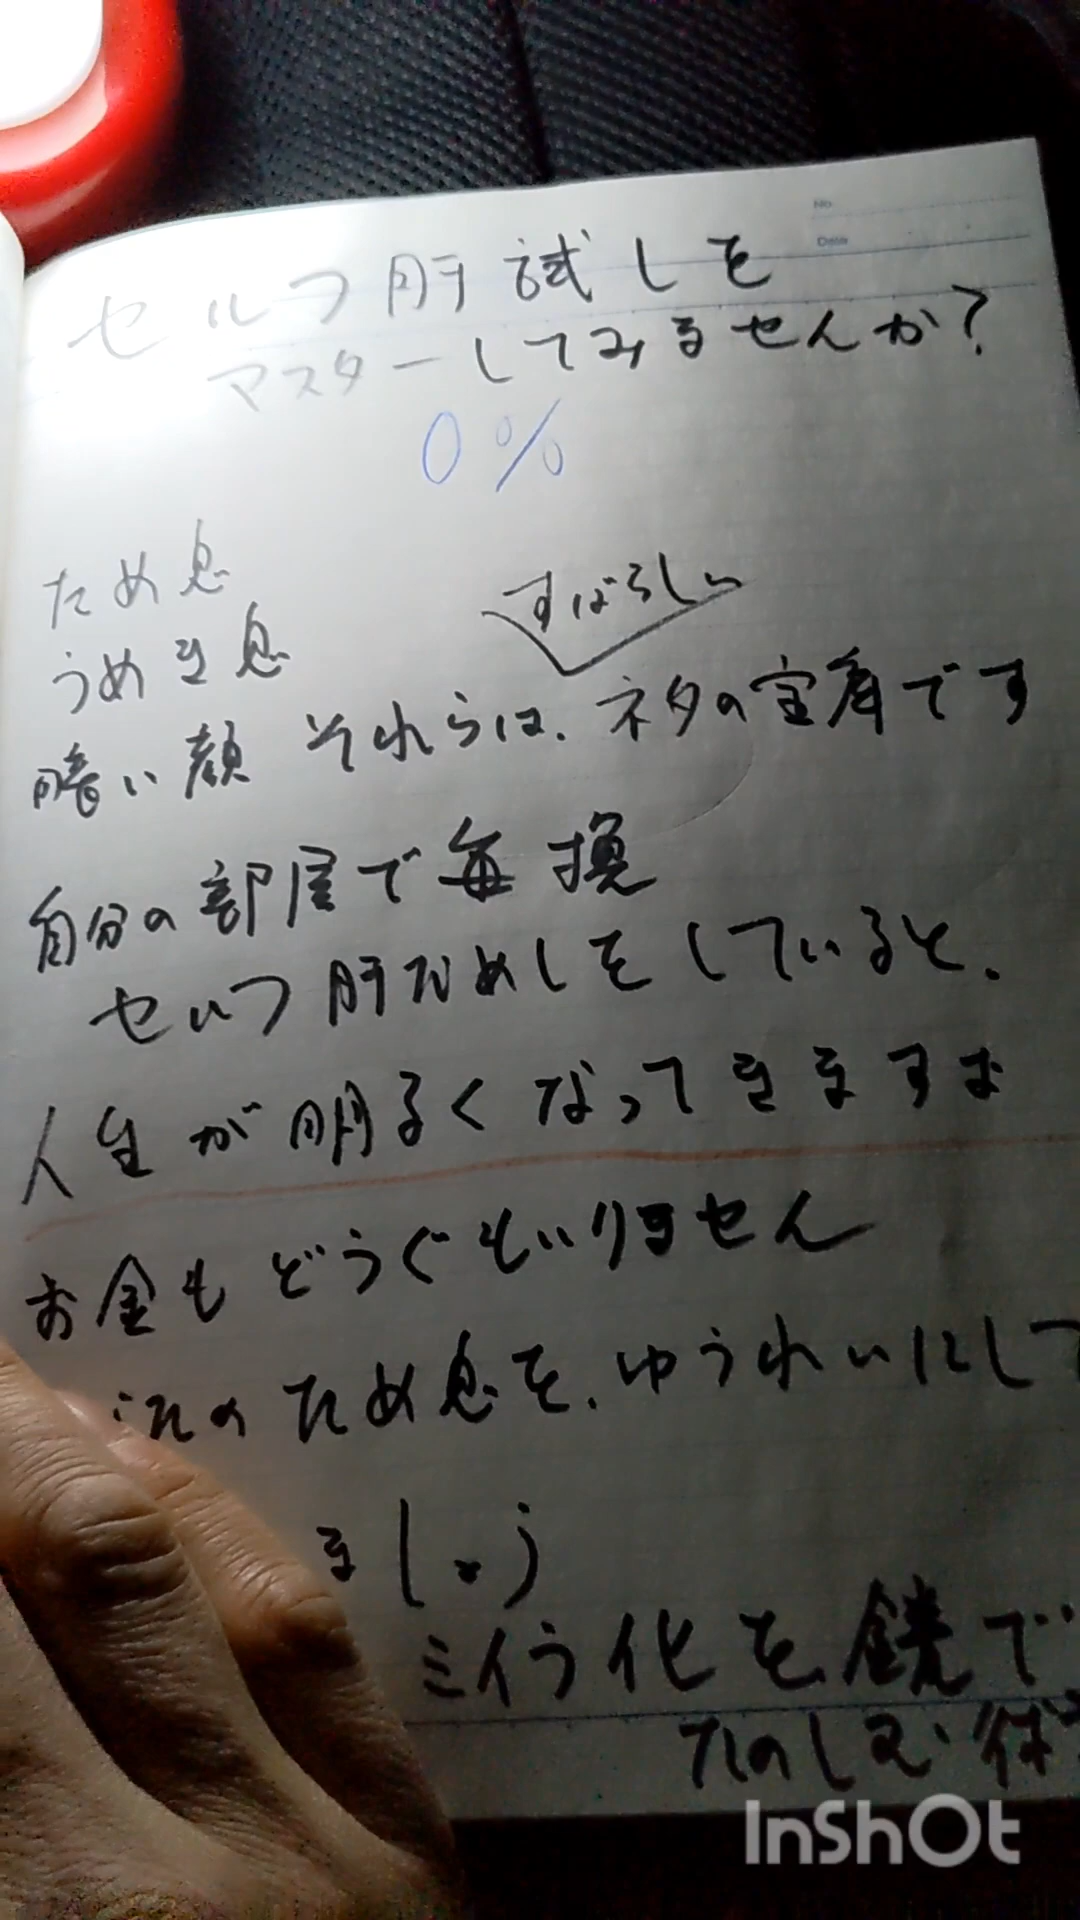 No.
Date
セルフ肝試しを
マスターしてみませんか?
0%
ため息
うめき息
すばらしい
暗い顔 それらは、ネタの宝庫です
自分の部屋で毎晩
セルフ肝だめしをしていると、
人生が明るくなってきますよ
お金もどうぐもいりません
のため息を、ゆうれいにして
ましょう
ミイラ化を鏡で
たのしむ
InShOt